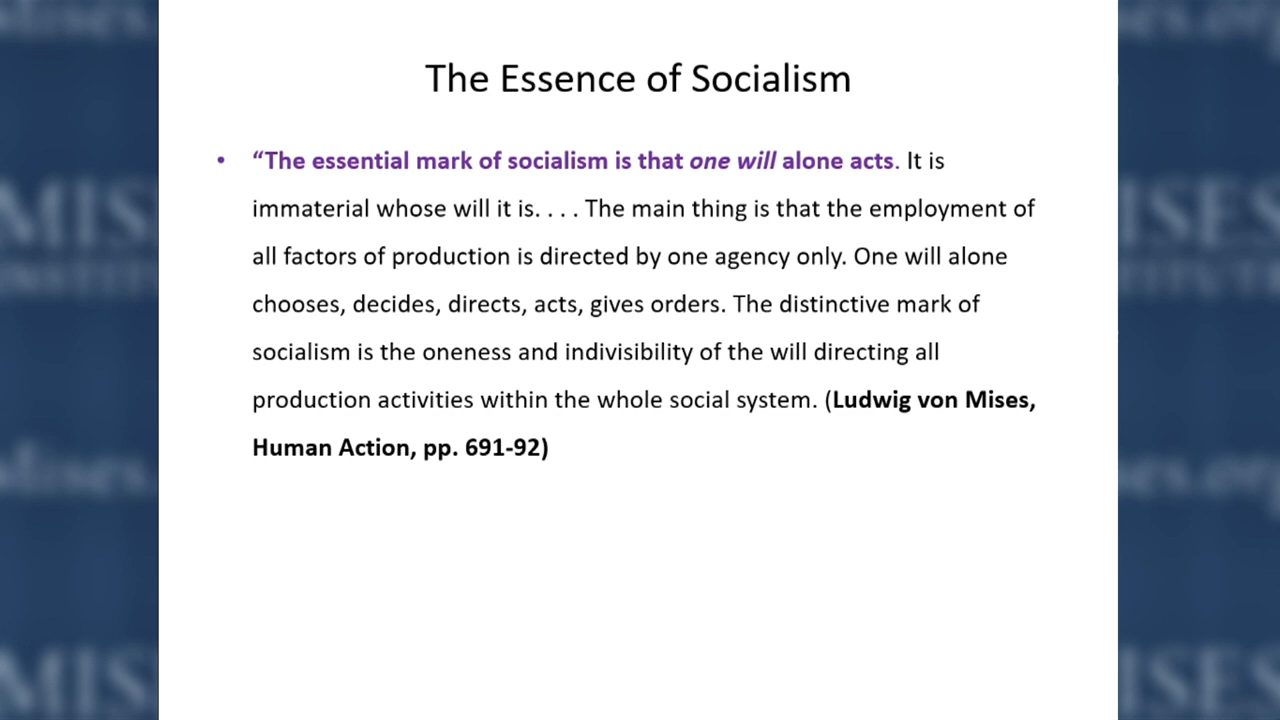 The Essence of Socialism
• “The essential mark of socialism is that one will alone acts. It is
immaterial whose will it is. . . . The main thing is that the employment of
all factors of production is directed by one agency only. One will alone
chooses, decides, directs, acts, gives orders. The distinctive mark of
socialism is the oneness and indivisibility of the will directing all
production activities within the whole social system. (Ludwig von Mises,
Human Action, pp. 691-92)